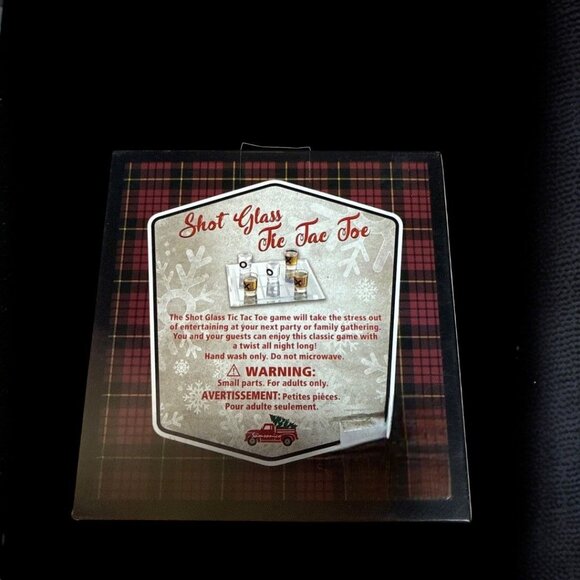 Shot Glass
Tic Tac Toe
The Shot Glass Tic Tac Toe game will take the stress out
of entertaining at your next party or family gathering.
You and your guests can enjoy this classic game with
a twist all night long!
Hand wash only. Do not microwave.
WARNING:
Small parts. For adults only.
AVERTISSEMENT: Petites pièces.
Pour adulte seulement.